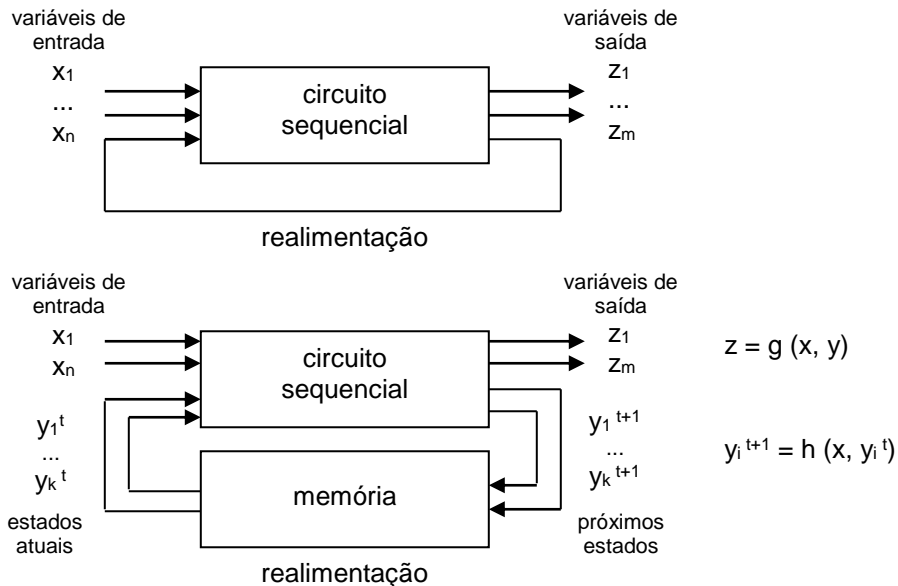 variáveis de
entrada
x1
...
xn
circuito
sequencial
variáveis de
saída
z1
...
zm
realimentação
variáveis de
entrada
x1
xn
circuito
sequencial
variáveis de
saída
z1
zm
z = g (x, y)
y1 t
...
yk t
estados
atuais
memória
y1 t+1
...
yk t+1
próximos
estados
yi t+1 = h (x, yi t)
realimentação